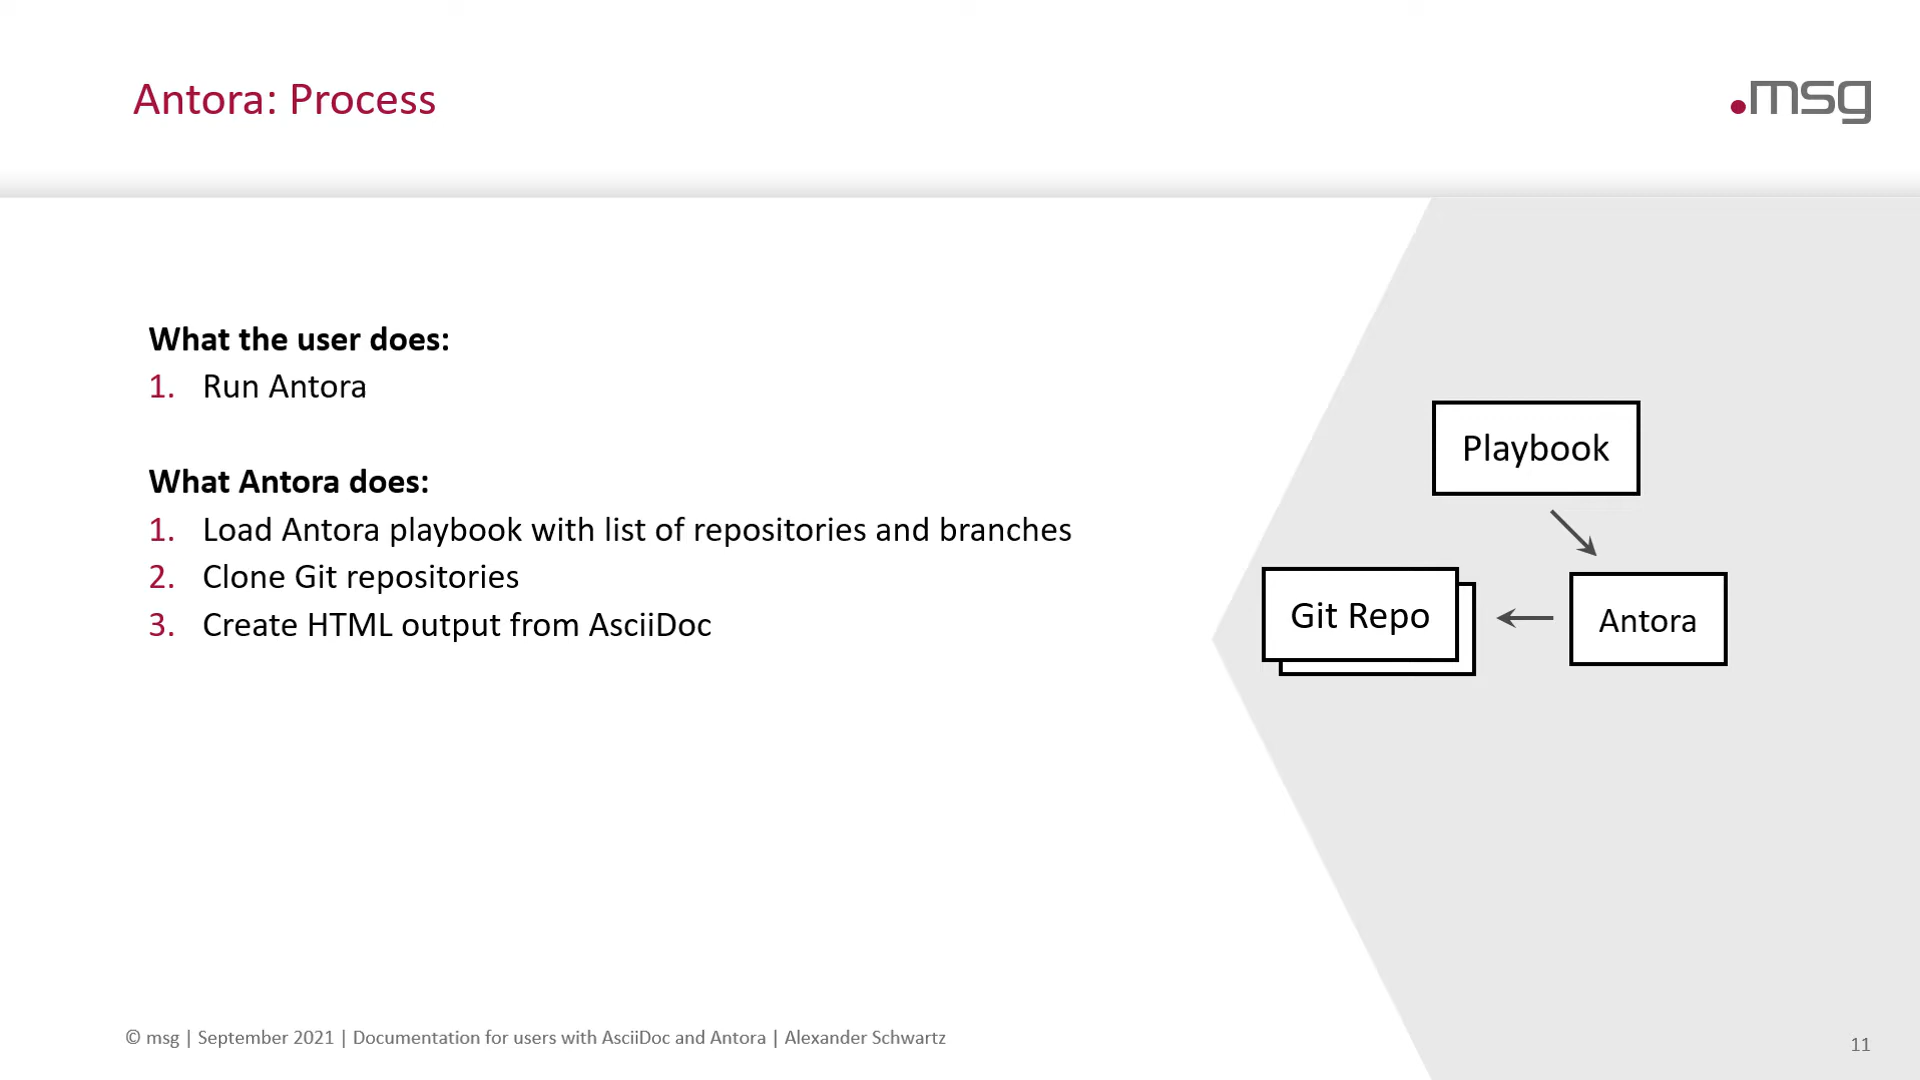 Antora: Process
.msg
What the user does:
1. Run Antora
What Antora does:
1. Load Antora playbook with list of repositories and branches
2. Clone Git repositories
3. Create HTML output from AsciiDoc
Playbook
Git Repo
Antora
© msg | September 2021 | Documentation for users with AsciiDoc and Antora | Alexander Schwartz
11